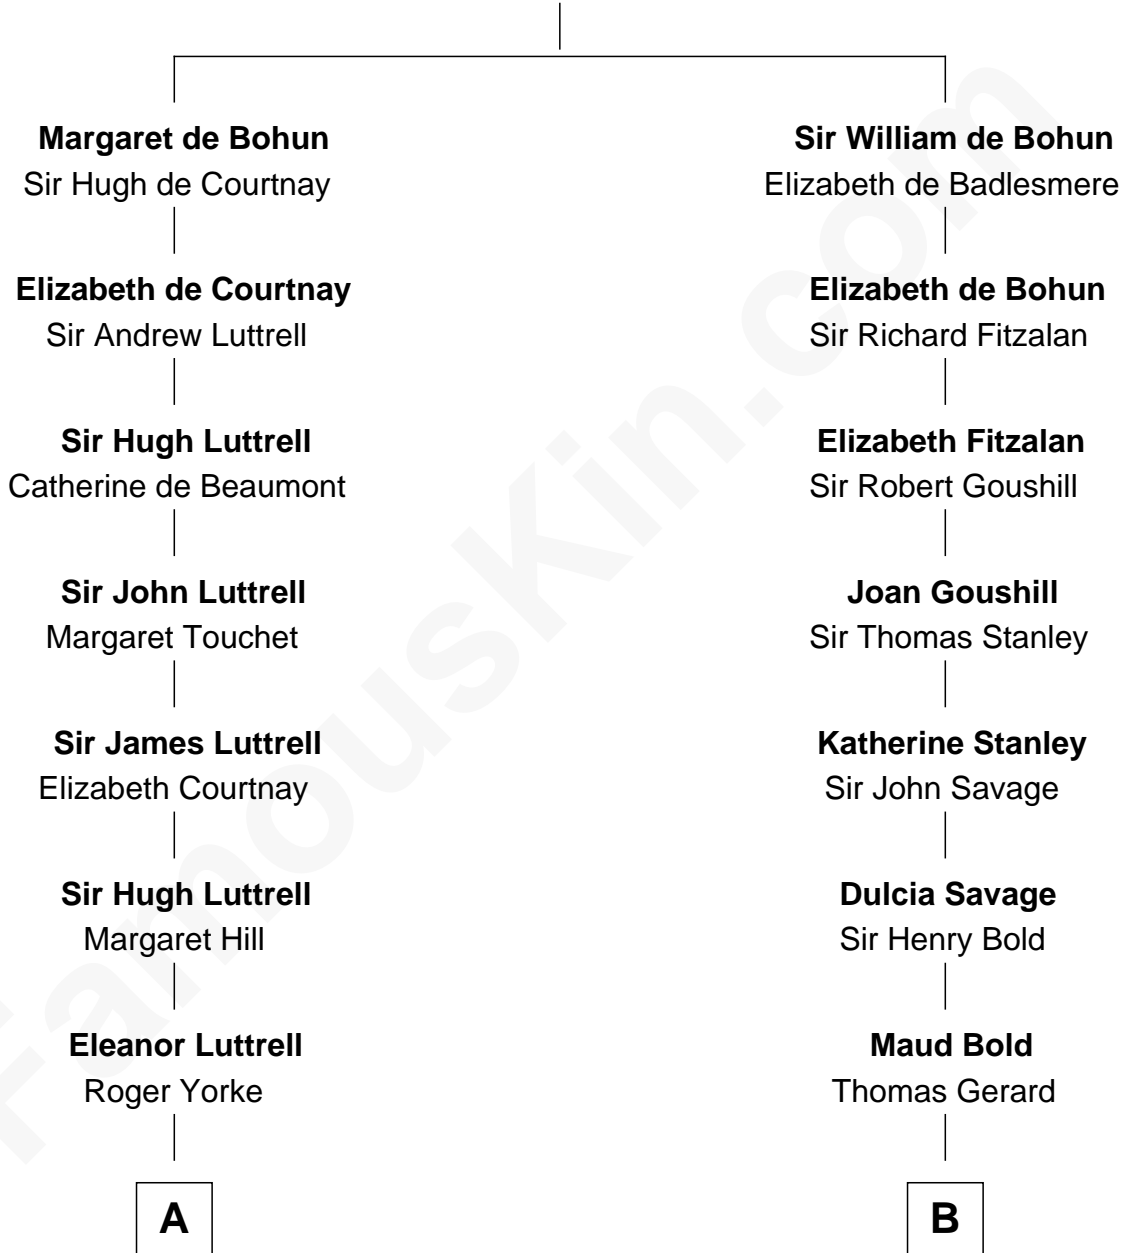 Margaret de Bohun
Sir Hugh de Courtnay
Elizabeth de Courtnay
Sir Andrew Luttrell
Sir Hugh Luttrell
Catherine de Beaumont
Sir John Luttrell
Margaret Touchet
Sir James Luttrell
Elizabeth Courtnay
Sir Hugh Luttrell
Margaret Hill
Eleanor Luttrell
Roger Yorke
A
Sir William de Bohun
Elizabeth de Badlesmere
Elizabeth de Bohun
Sir Richard Fitzalan
Elizabeth Fitzalan
Sir Robert Goushill
Joan Goushill
Sir Thomas Stanley
Katherine Stanley
Sir John Savage
Dulcia Savage
Sir Henry Bold
Maud Bold
Thomas Gerard
B
FamousKin.com